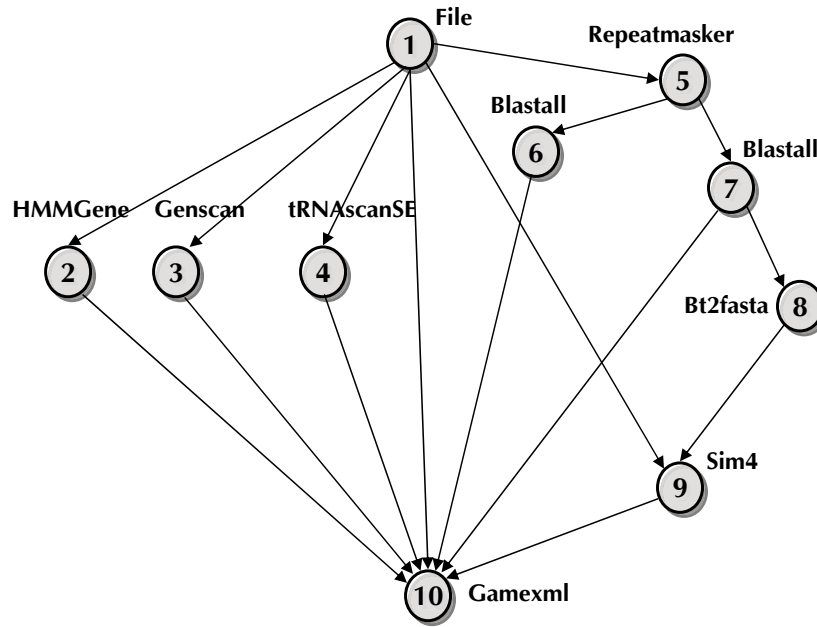 File
1
Repeatmasker
5
Blastall
6
Blastall
7
HMMGene
Genscan
tRNAscanSE
2
3
4
Bt2fasta
8
Sim4
9
10
Gamexml